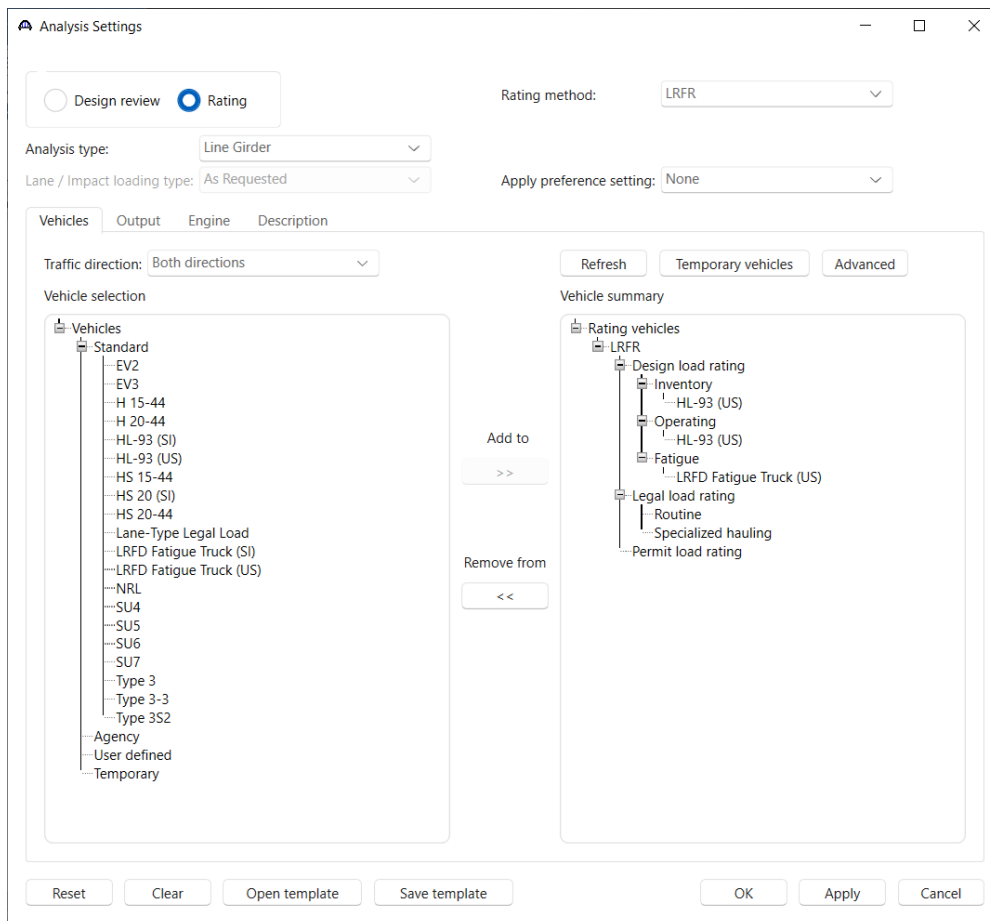 Analysis Settings
Design review
Rating
Rating method:
LRFR
Analysis type:
Line Girder
Lane / Impact loading type:
As Requested
Apply preference setting:
None
Vehicles
Output
Engine
Description
Traffic direction:
Both directions
Refresh
Temporary vehicles
Advanced
Vehicle selection
Vehicles
Standard
EV2
EV3
H 15-44
H 20-44
HL-93 (SI)
HL-93 (US)
HS 15-44
HS 20 (SI)
HS 20-44
Lane-Type Legal Load
LRFD Fatigue Truck (SI)
LRFD Fatigue Truck (US)
NRL
SU4
SU5
SU6
SU7
Type 3
Type 3-3
Type 3S2
Agency
User defined
Temporary
Add to
>>
Remove from
<<
Vehicle summary
Rating vehicles
LRFR
Design load rating
Inventory
HL-93 (US)
Operating
HL-93 (US)
Fatigue
LRFD Fatigue Truck (US)
Legal load rating
Routine
Specialized hauling
Permit load rating
Reset
Clear
Open template
Save template
OK
Apply
Cancel